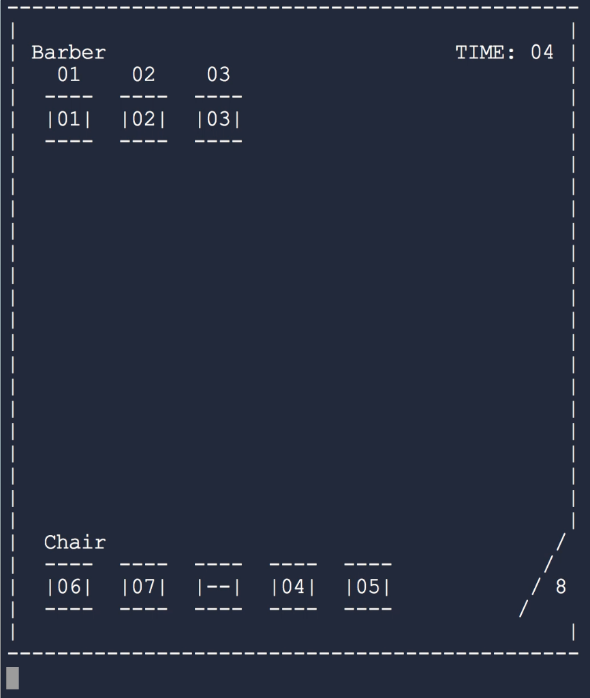 Barber TIME: 04
01 02 03
---- ---- ----
|01| |02| |03|
---- ---- ----
Chair
---- ---- ---- ---- ----
|06| |07| |--| |04| |05| / 8
---- ---- ---- ---- ----